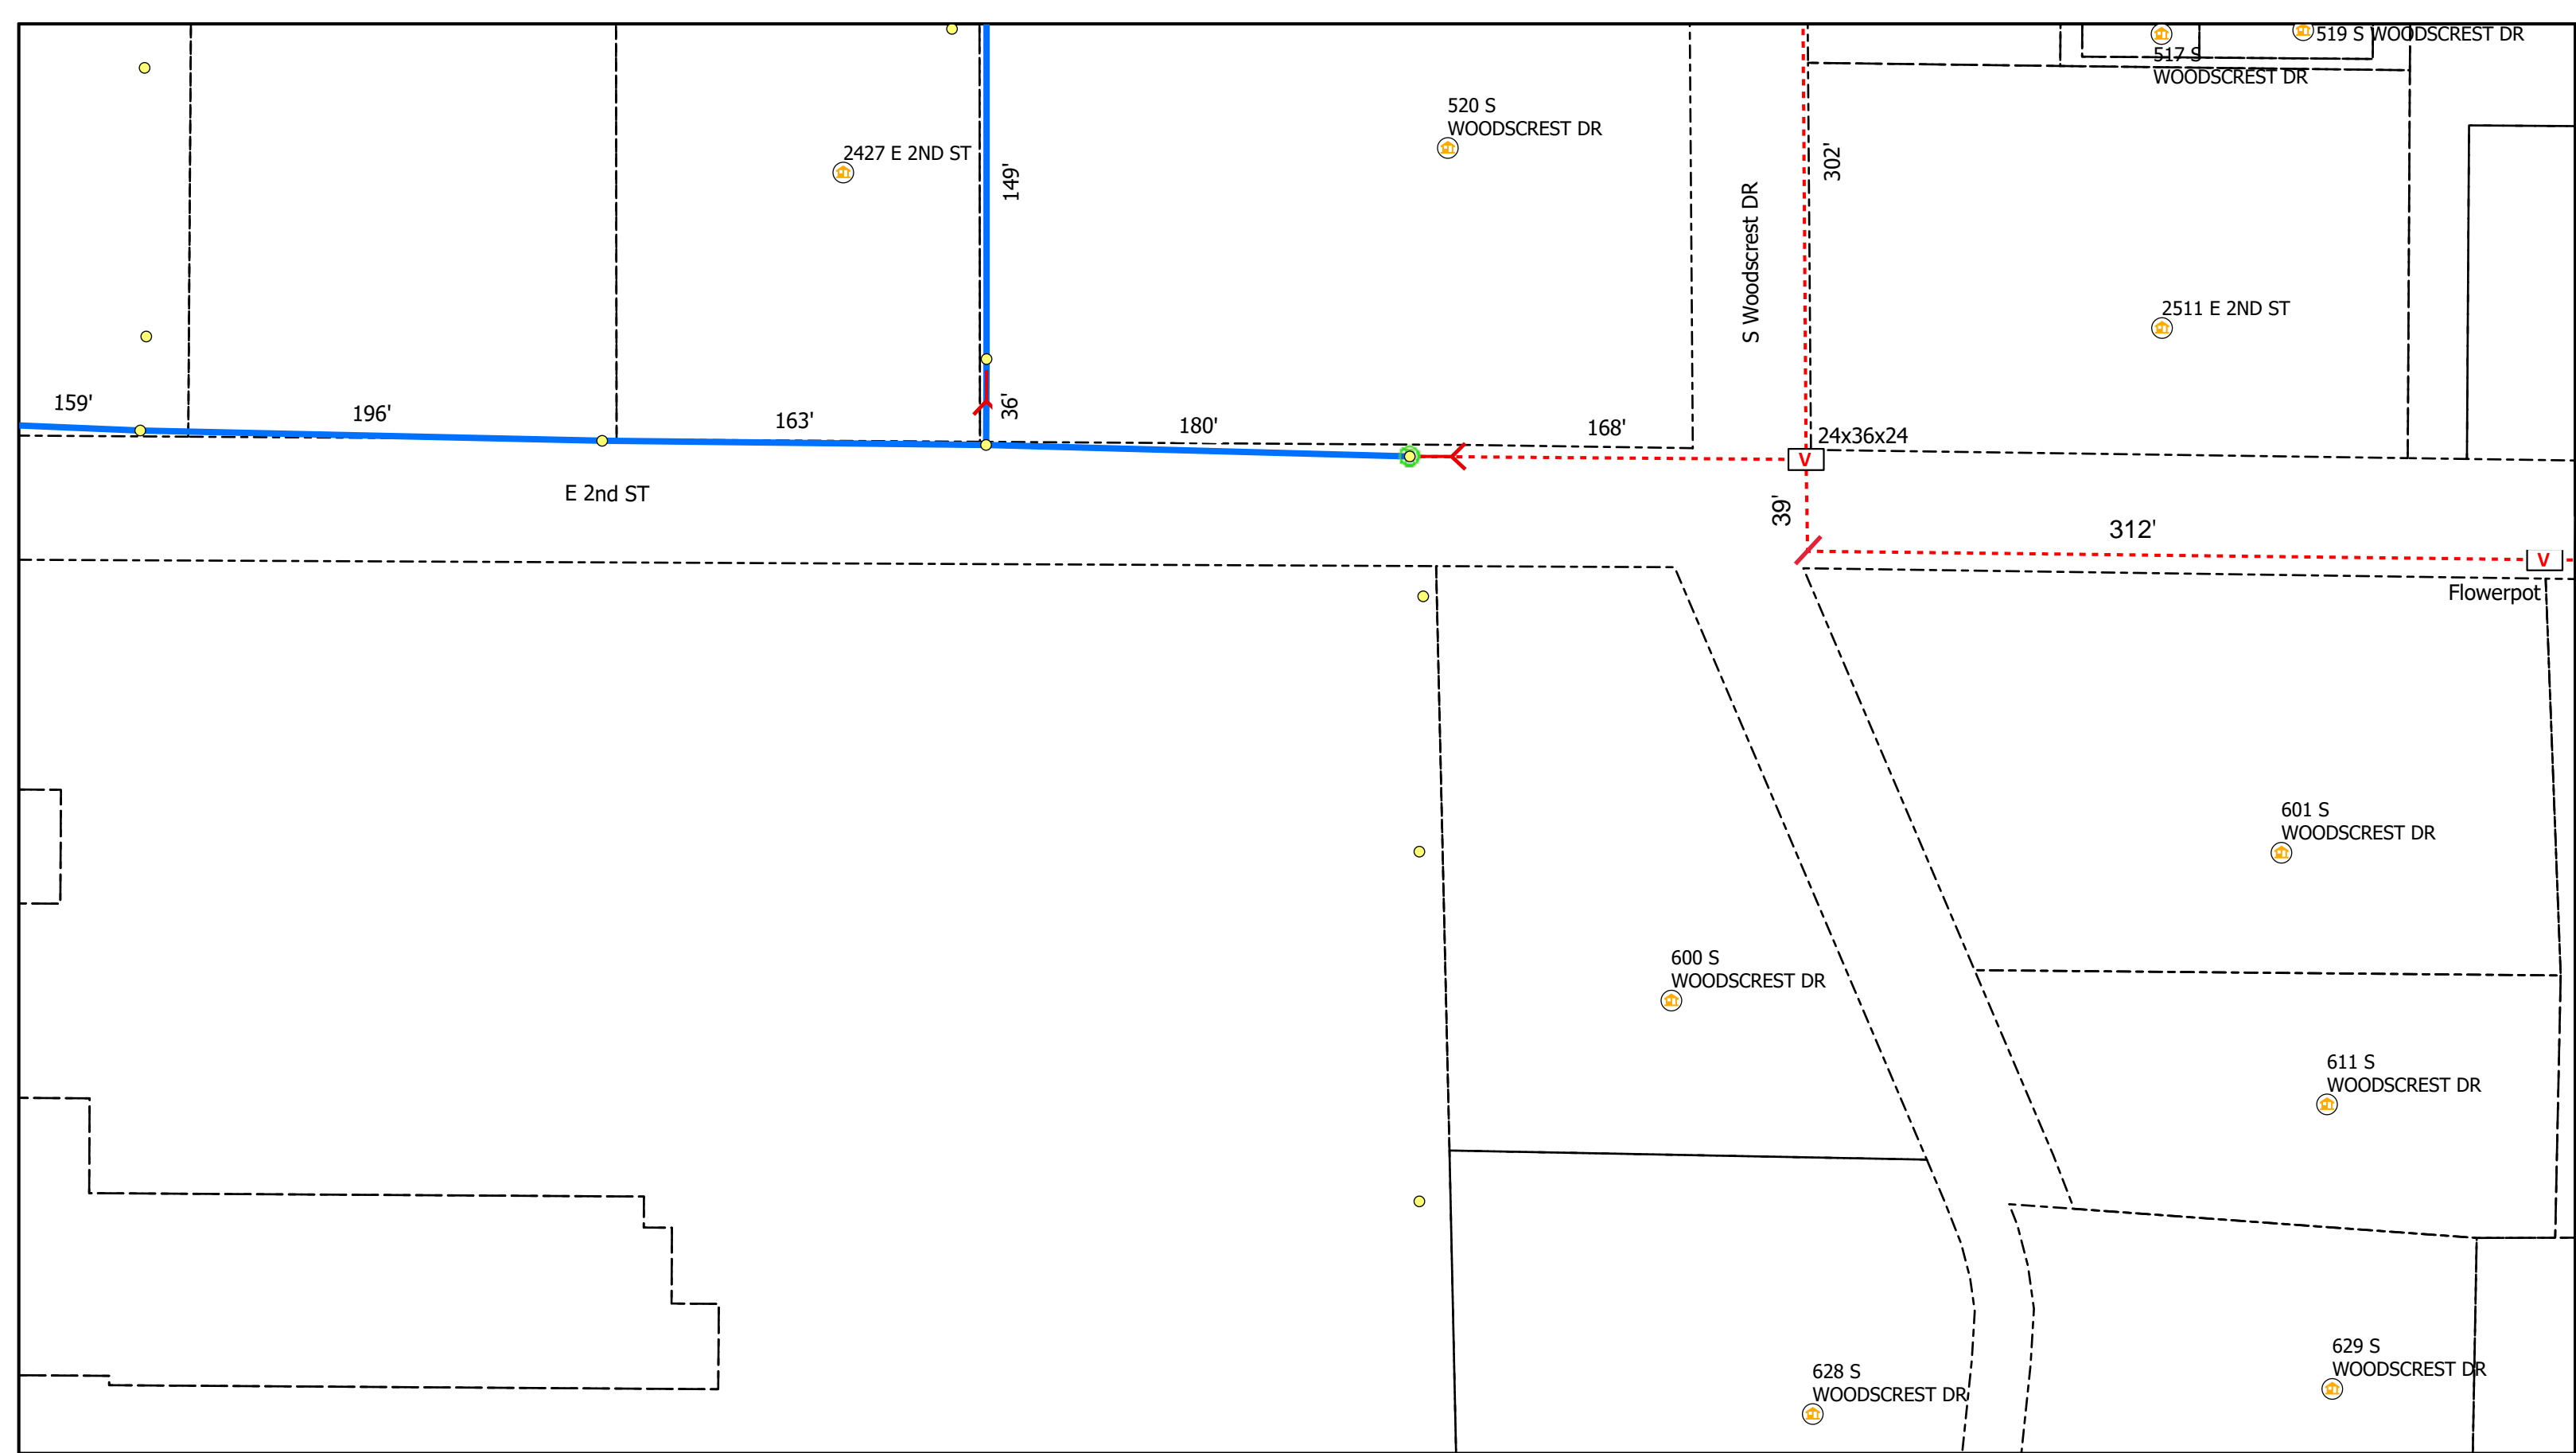 519 S WOODSCREST DR
517 S
WOODSCREST DR
520 S
WOODSCREST DR
2427 E 2ND ST
149'
302'
S Woodscrest DR
2511 E 2ND ST
159'
196'
163'
36'
180'
168'
24x36x24
V
E 2nd ST
39'
312'
V
Flowerpot
601 S
WOODSCREST DR
600 S
WOODSCREST DR
611 S
WOODSCREST DR
629 S
WOODSCREST DR
628 S
WOODSCREST DR